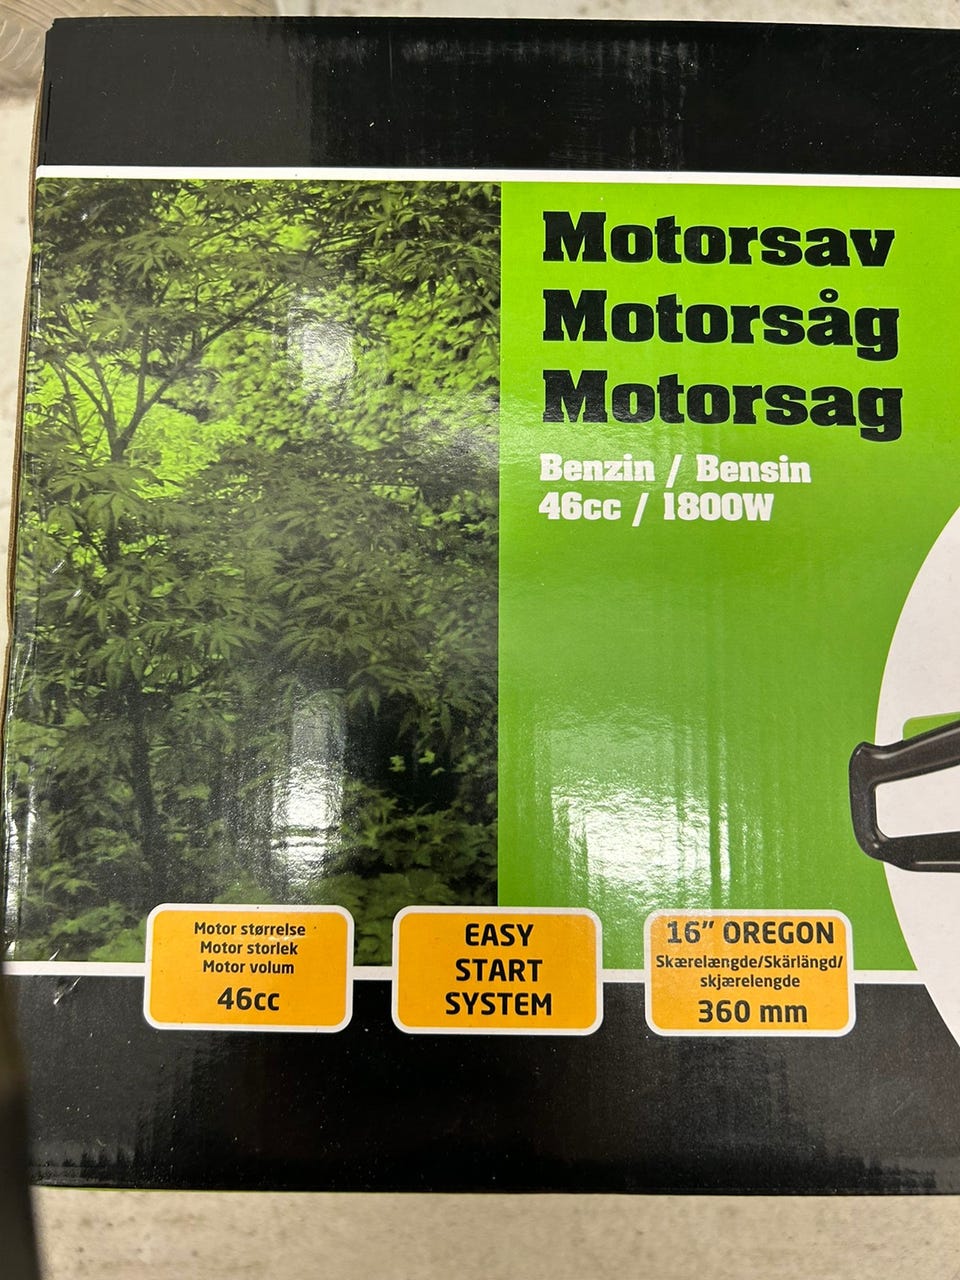 Motorsav
Motorsåg
Motorsag
Benzin / Bensin
46cc / 1800W
Motor størrelse
Motor storlek
Motor volum
46cc
EASY
START
SYSTEM
16” OREGON
Skærelængde/Skärlängd/
skjærelengde
360 mm